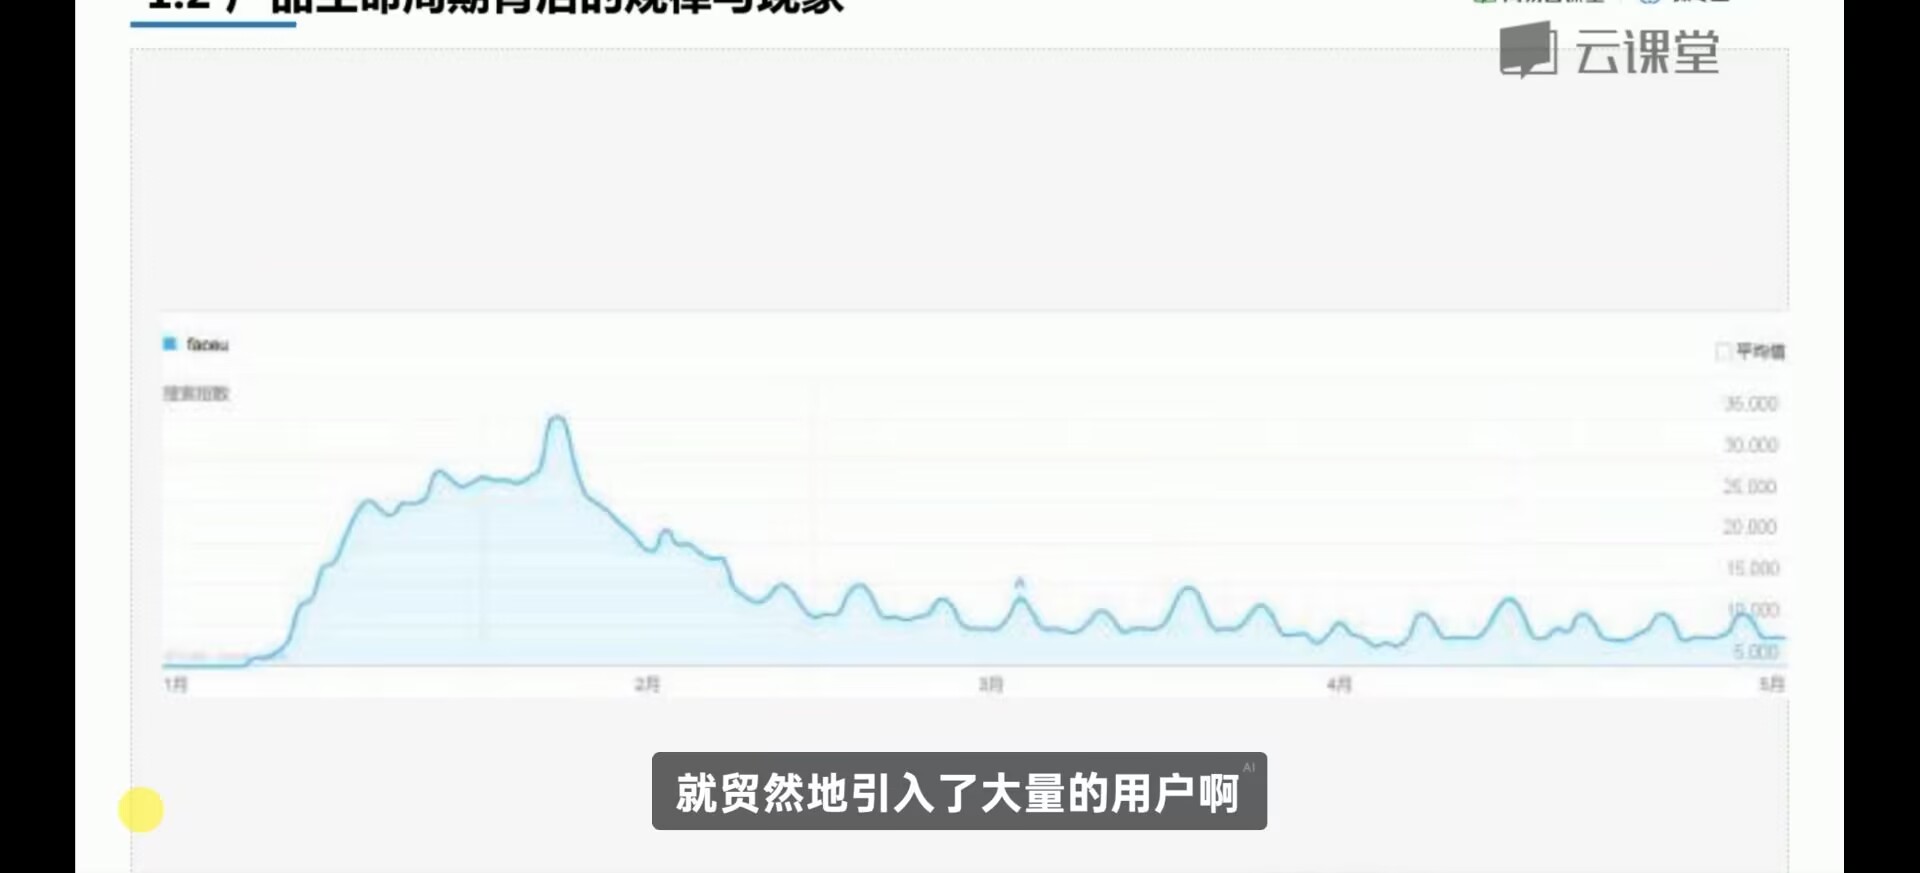 1.2 产品生命周期背后的规律与现象
云课堂
faceu
平均值
搜索指数
35,000
30,000
25,000
20,000
15,000
10,000
5,000
1月
2月
3月
4月
5月
就贸然地引入了大量的用户啊
AI